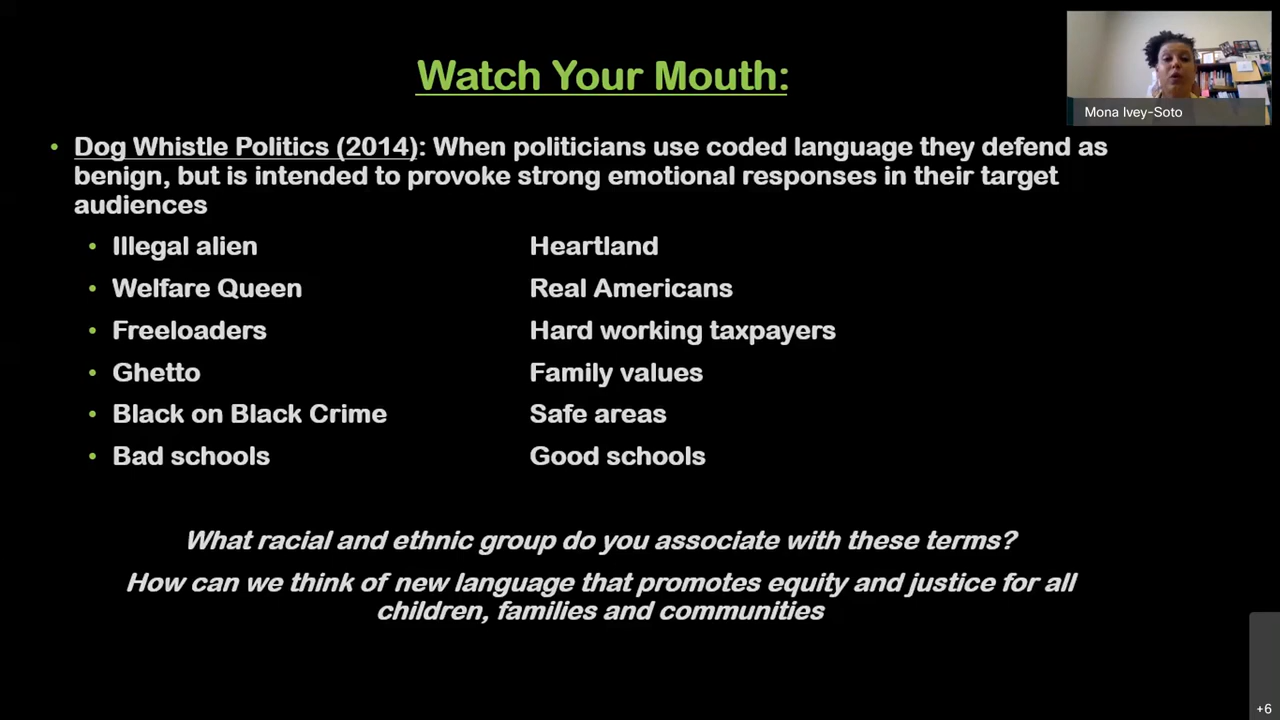 Watch Your Mouth:
Mona Ivey-Soto
• Dog Whistle Politics (2014): When politicians use coded language they defend as
benign, but is intended to provoke strong emotional responses in their target
audiences
• Illegal alien Heartland
• Welfare Queen Real Americans
• Freeloaders Hard working taxpayers
• Ghetto Family values
• Black on Black Crime Safe areas
• Bad schools Good schools
What racial and ethnic group do you associate with these terms?
How can we think of new language that promotes equity and justice for all
children, families and communities
+6